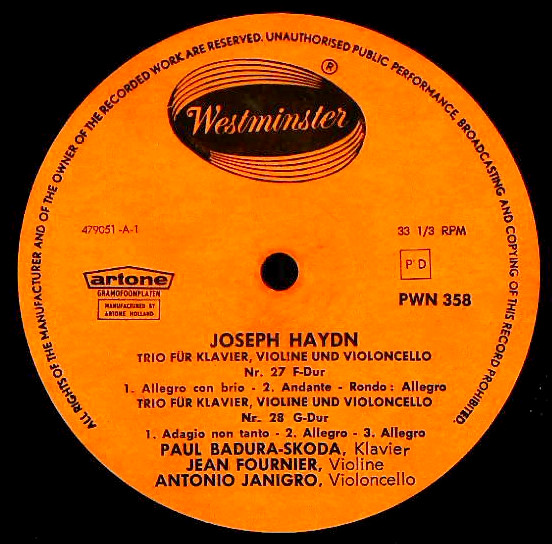 ALL RIGHTS OF THE MANUFACTURER AND OF THE OWNER OF THE RECORDED WORK ARE RESERVED. UNAUTHORISED PUBLIC PERFORMANCE, BROADCASTING AND COPYING OF THIS RECORD PROHIBITED.
®
Westminster
479051-A-1
33 1/3 RPM
artone
GRAMOFOONPLATEN
MANUFACTURED BY
ARTONE HOLLAND
P D
PWN 358
JOSEPH HAYDN
TRIO FÜR KLAVIER, VIOLINE UND VIOLONCELLO
Nr. 27 F-Dur
1. Allegro con brio - 2. Andante - Rondo: Allegro
TRIO FÜR KLAVIER, VIOLINE UND VIOLONCELLO
Nr. 28 G-Dur
1. Adagio non tanto - 2. Allegro - 3. Allegro
PAUL BADURA-SKODA, Klavier
JEAN FOURNIER, Violine
ANTONIO JANIGRO, Violoncello